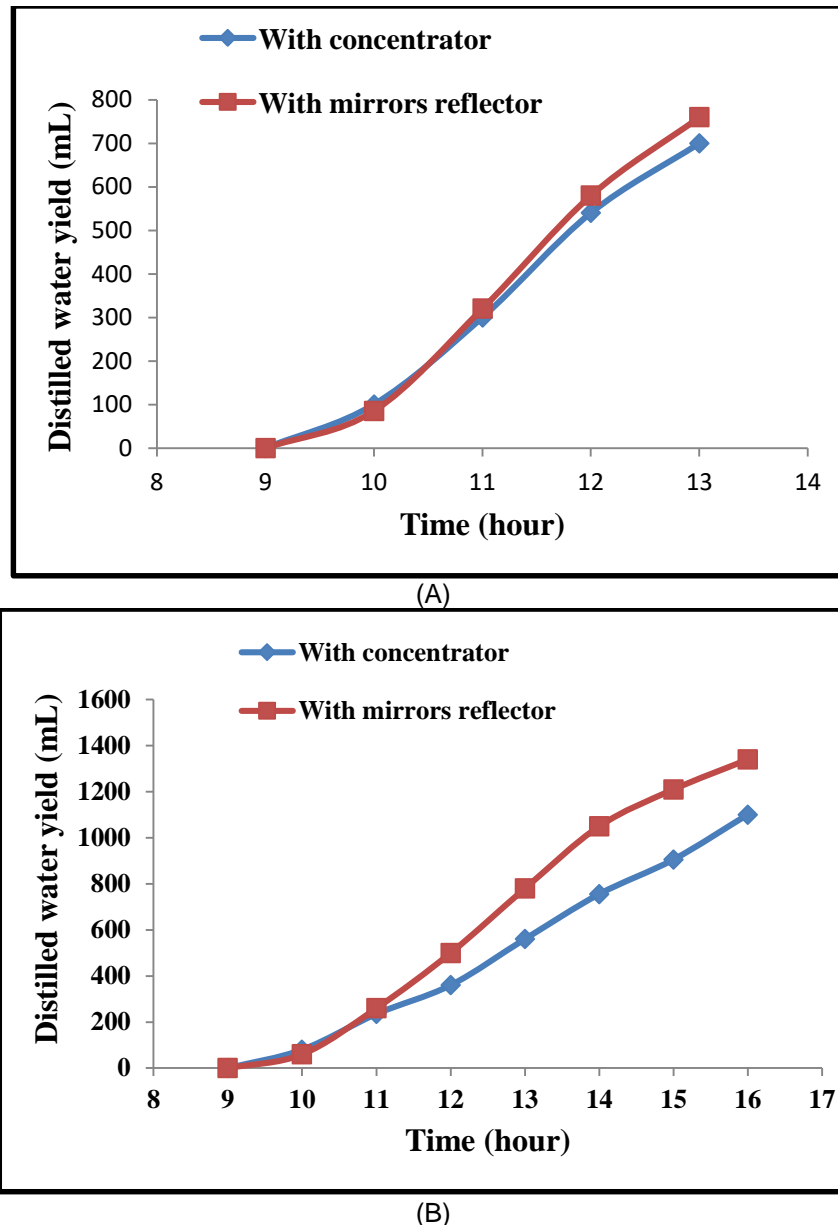 With concentrator
With mirrors reflector
Distilled water yield (mL)
800
700
600
500
400
300
200
100
0
8 9 10 11 12 13 14
Time (hour)
(A)
With concentrator
With mirrors reflector
Distilled water yield (mL)
1600
1400
1200
1000
800
600
400
200
0
8 9 10 11 12 13 14 15 16 17
Time (hour)
(B)